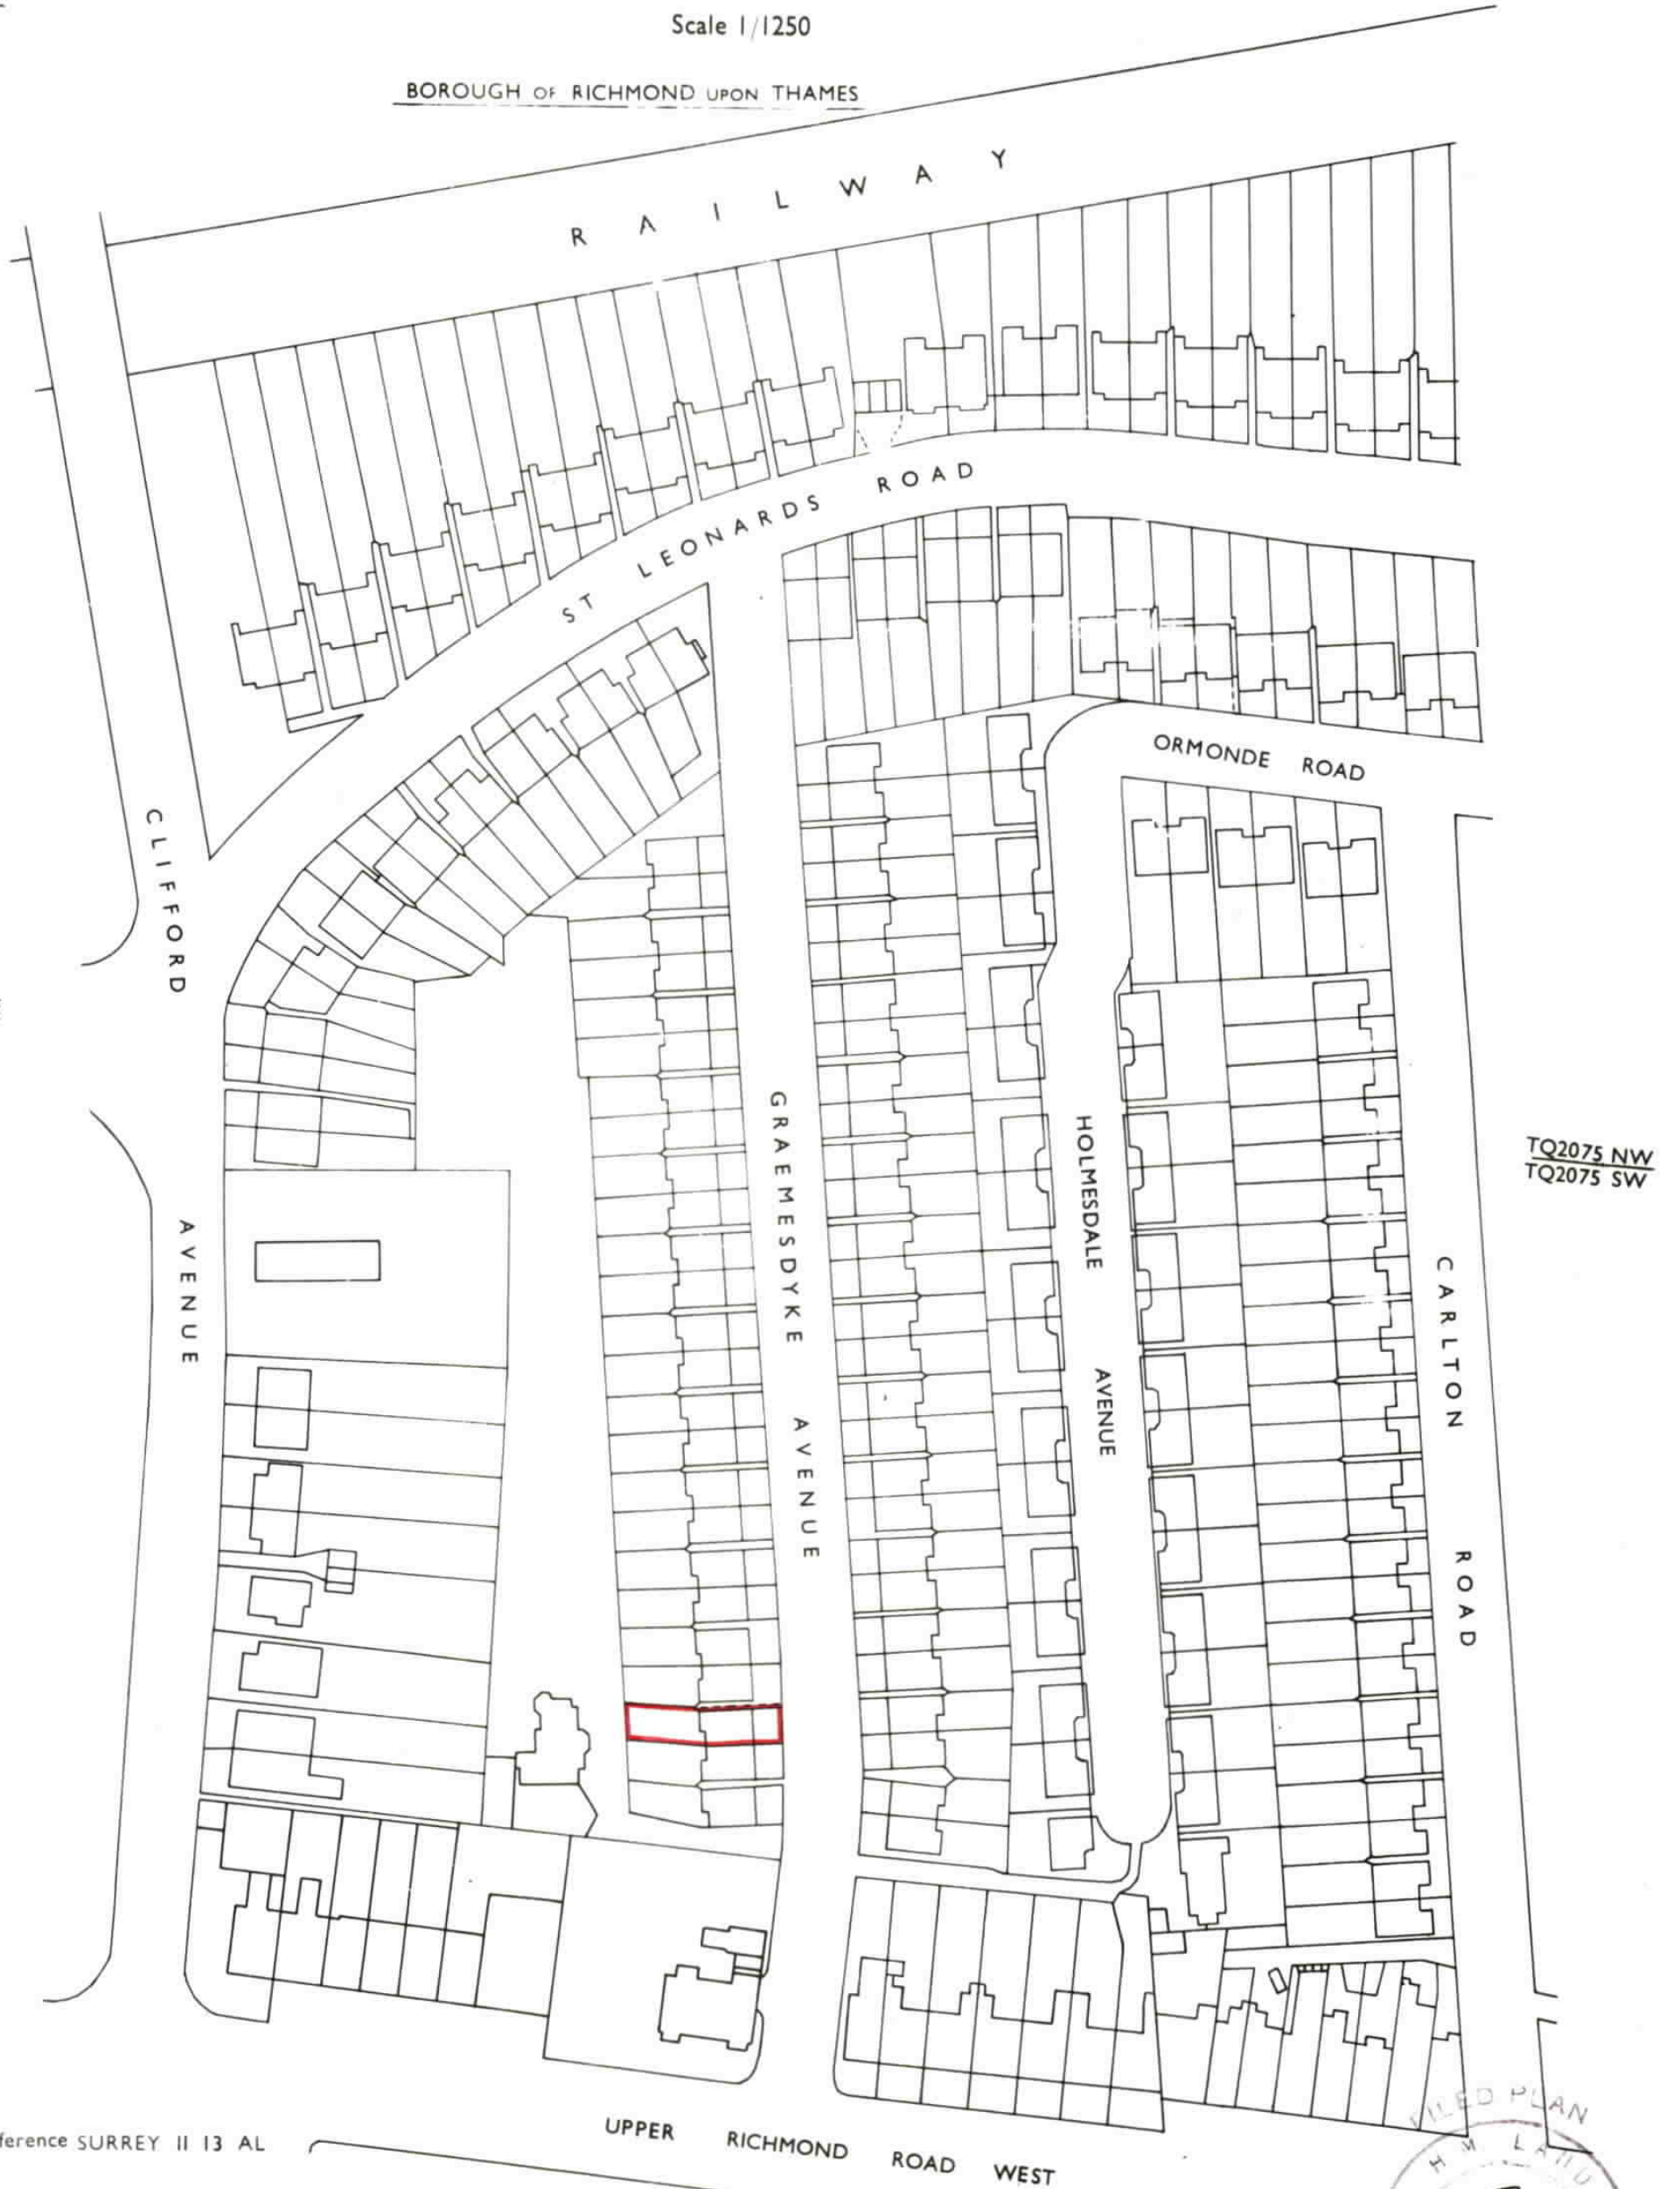 Scale 1/1250
BOROUGH OF RICHMOND UPON THAMES
RAILWAY
ST LEONARDS ROAD
ORMONDE ROAD
CLIFFORD AVENUE
GRAEMESDYKE AVENUE
HOLMESDALE AVENUE
CARLTON ROAD
TQ2075 NW
TQ2075 SW
UPPER RICHMOND ROAD WEST
SURREY II 13 AL
FILED PLAN
H M LAND